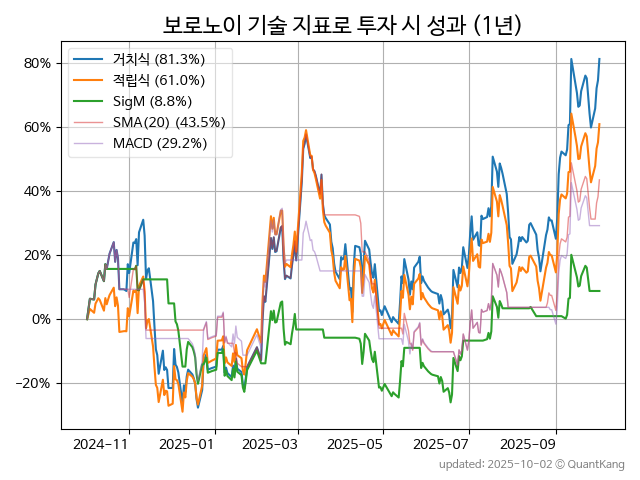 보로노이 기술 지표로 투자 시 성과 (1년)
거치식 (81.3%)
적립식 (61.0%)
SigM (8.8%)
SMA(20) (43.5%)
MACD (29.2%)
80%
60%
40%
20%
0%
−20%
2024-11 2025-01 2025-03 2025-05 2025-07 2025-09
updated: 2025-10-02 © QuantKang